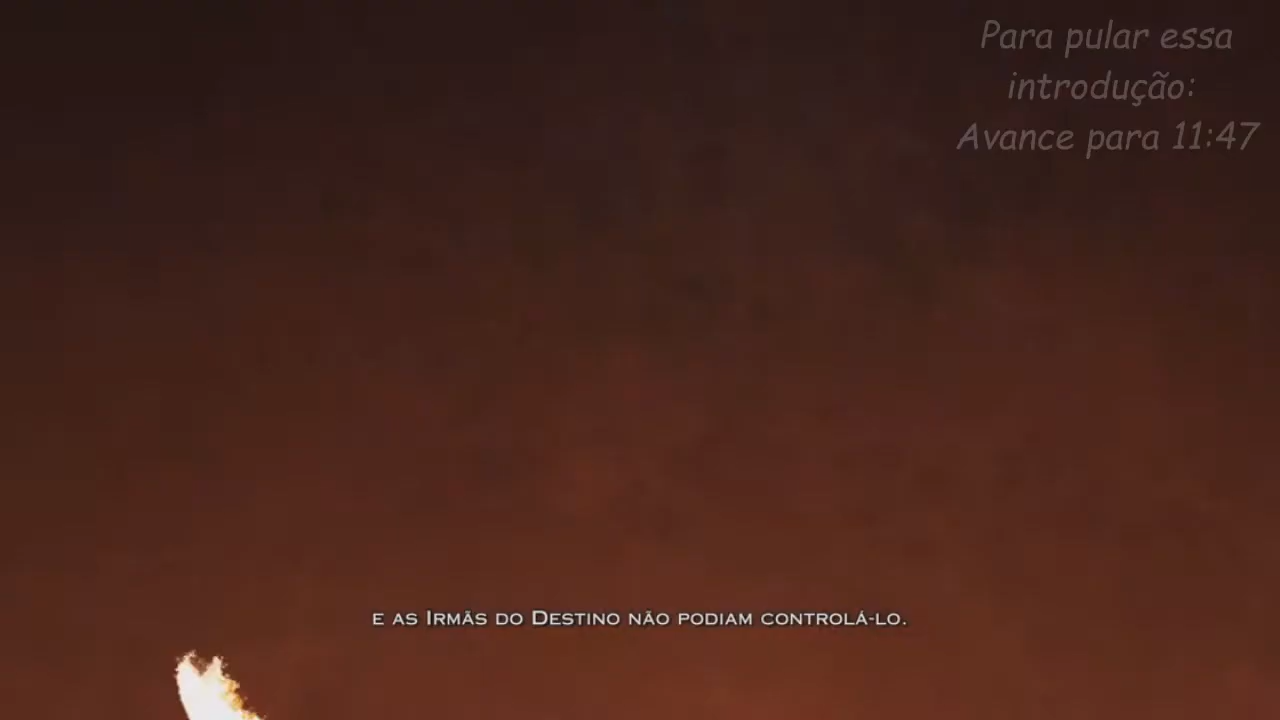 Para pular essa
introdução:
Avance para 11:47
E AS IRMÃS DO DESTINO NÃO PODIAM CONTROLÁ-LO.